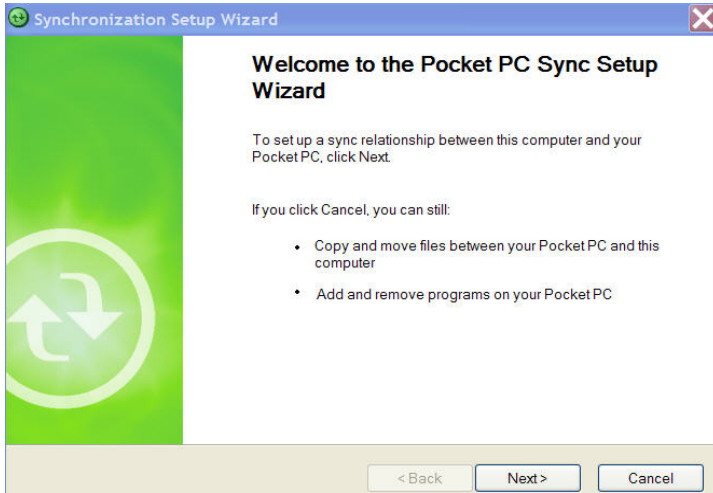 Synchronization Setup Wizard
Welcome to the Pocket PC Sync Setup
Wizard
To set up a sync relationship between this computer and your
Pocket PC, click Next.
If you click Cancel, you can still:
• Copy and move files between your Pocket PC and this
computer
• Add and remove programs on your Pocket PC
< Back Next > Cancel